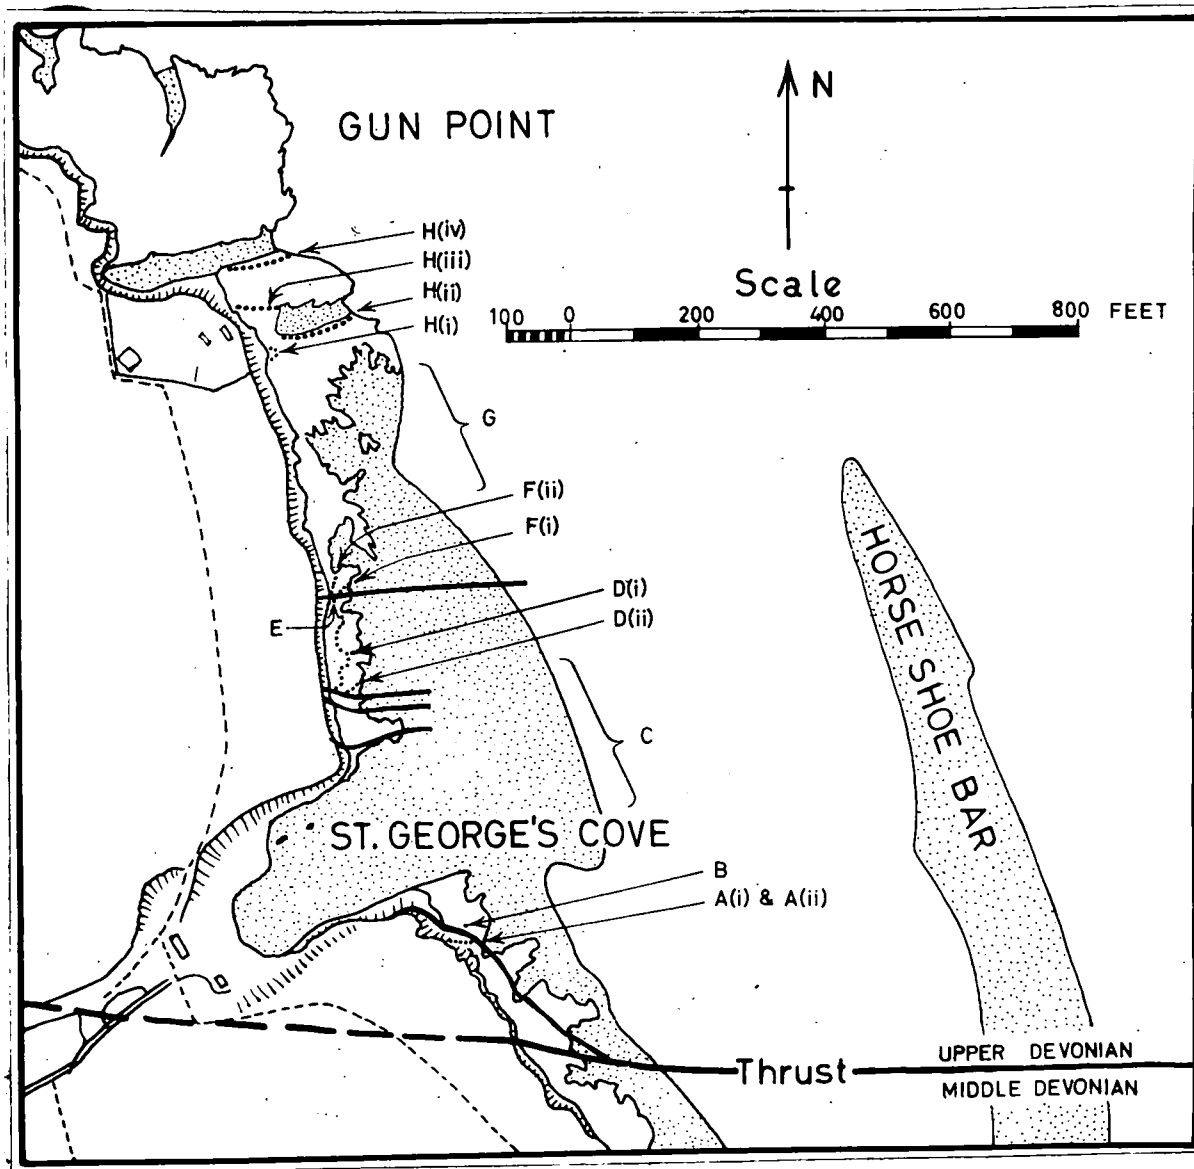 GUN POINT
N
H(iv)
H(iii)
H(ii)
H(i)
Scale
100 0 200 400 600 800 FEET
G
F(ii)
F(i)
E
D(i)
D(ii)
C
HORSE SHOE BAR
ST. GEORGE'S COVE
B
A(i) & A(ii)
Thrust
UPPER DEVONIAN
MIDDLE DEVONIAN